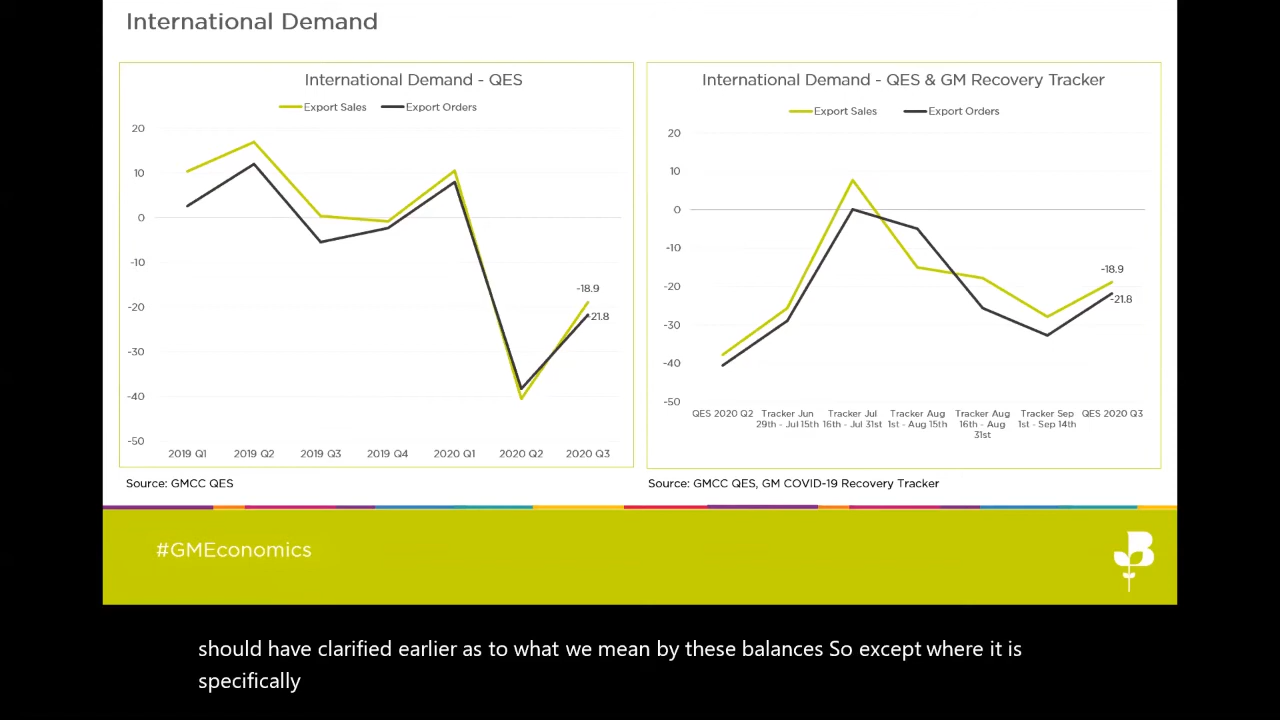 International Demand
International Demand - QES
Export Sales Export Orders
20
10
0
-10
-20
-30
-40
-50
-18.9
-21.8
2019 Q1 2019 Q2 2019 Q3 2019 Q4 2020 Q1 2020 Q2 2020 Q3
Source: GMCC QES
International Demand - QES & GM Recovery Tracker
Export Sales Export Orders
20
10
0
-10
-20
-30
-40
-50
-18.9
-21.8
QES 2020 Q2 Tracker Jun Tracker Jul Tracker Aug Tracker Aug Tracker Sep QES 2020 Q3
29th - Jul 15th 16th - Jul 31st 1st - Aug 15th 16th - Aug 1st - Sep 14th
31st
Source: GMCC QES, GM COVID-19 Recovery Tracker
#GMEconomics
B
should have clarified earlier as to what we mean by these balances So except where it is
specifically